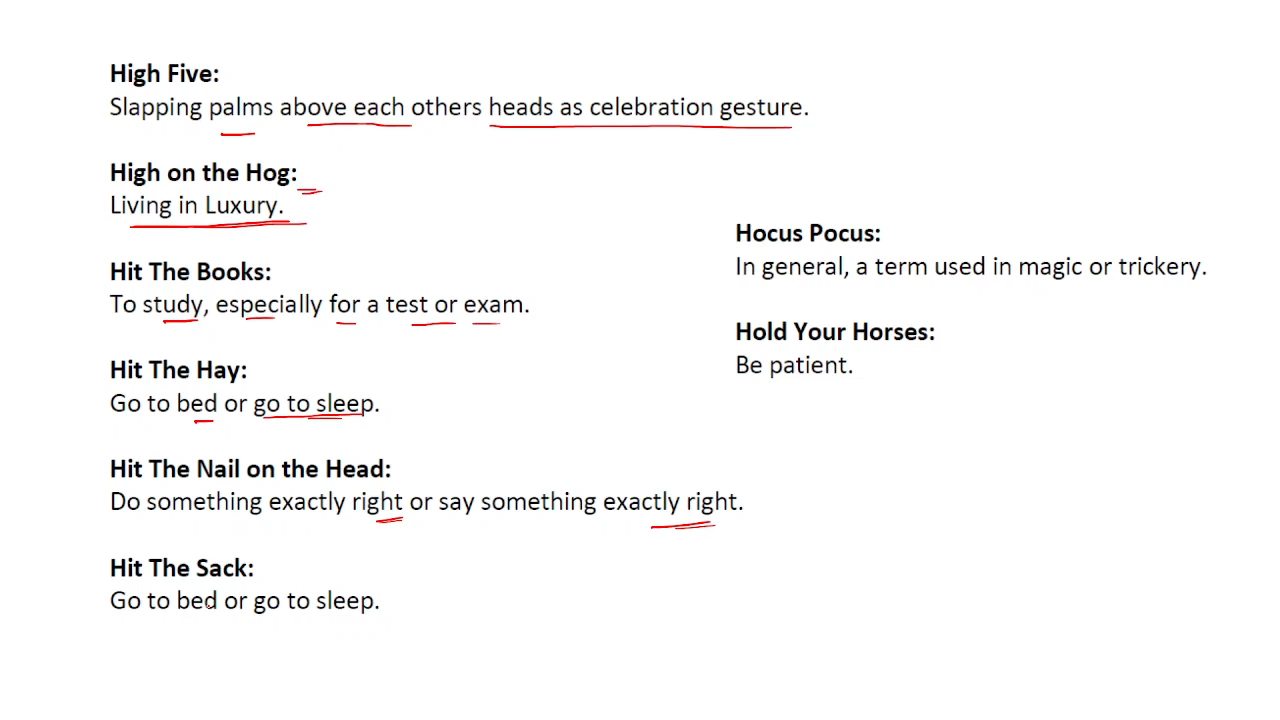 High Five:
Slapping palms above each others heads as celebration gesture.
High on the Hog:
Living in Luxury.
Hit The Books:
To study, especially for a test or exam.
Hit The Hay:
Go to bed or go to sleep.
Hit The Nail on the Head:
Do something exactly right or say something exactly right.
Hit The Sack:
Go to bed or go to sleep.
Hocus Pocus:
In general, a term used in magic or trickery.
Hold Your Horses:
Be patient.